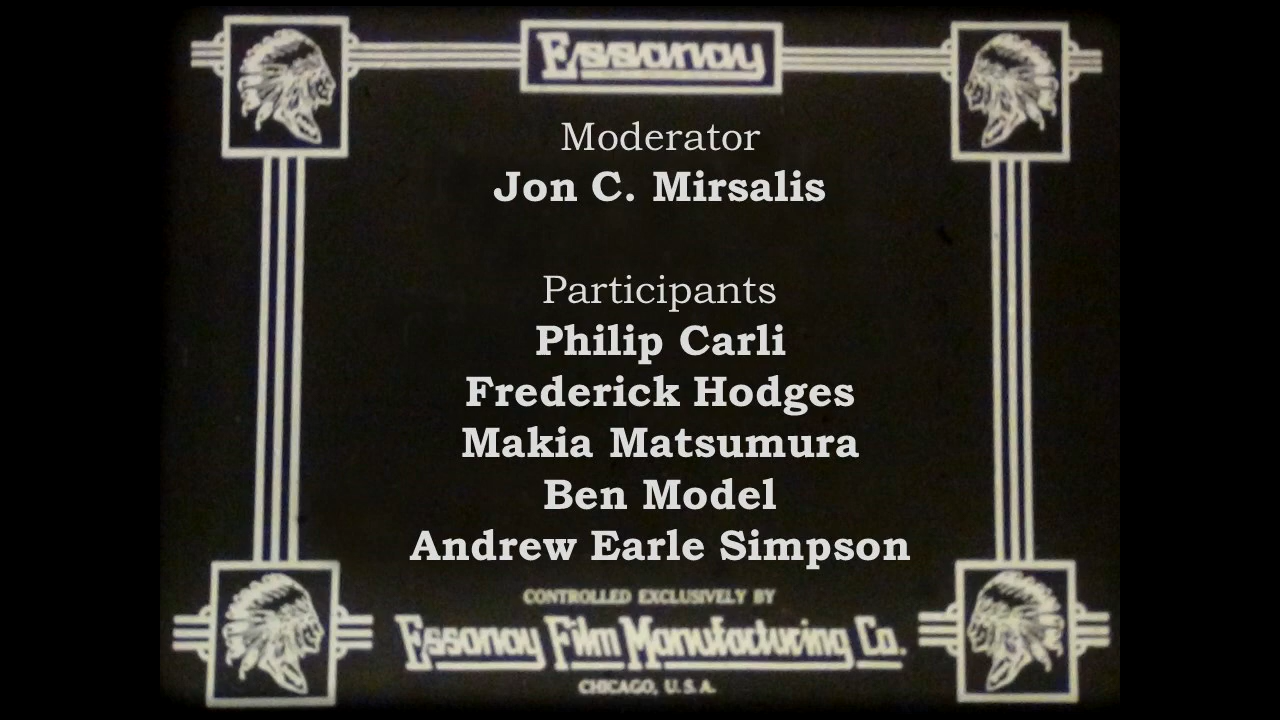 Essanay
Moderator
Jon C. Mirsalis
Participants
Philip Carli
Frederick Hodges
Makia Matsumura
Ben Model
Andrew Earle Simpson
CONTROLLED EXCLUSIVELY BY
Essanay Film Manufacturing Co.
CHICAGO, U.S.A.